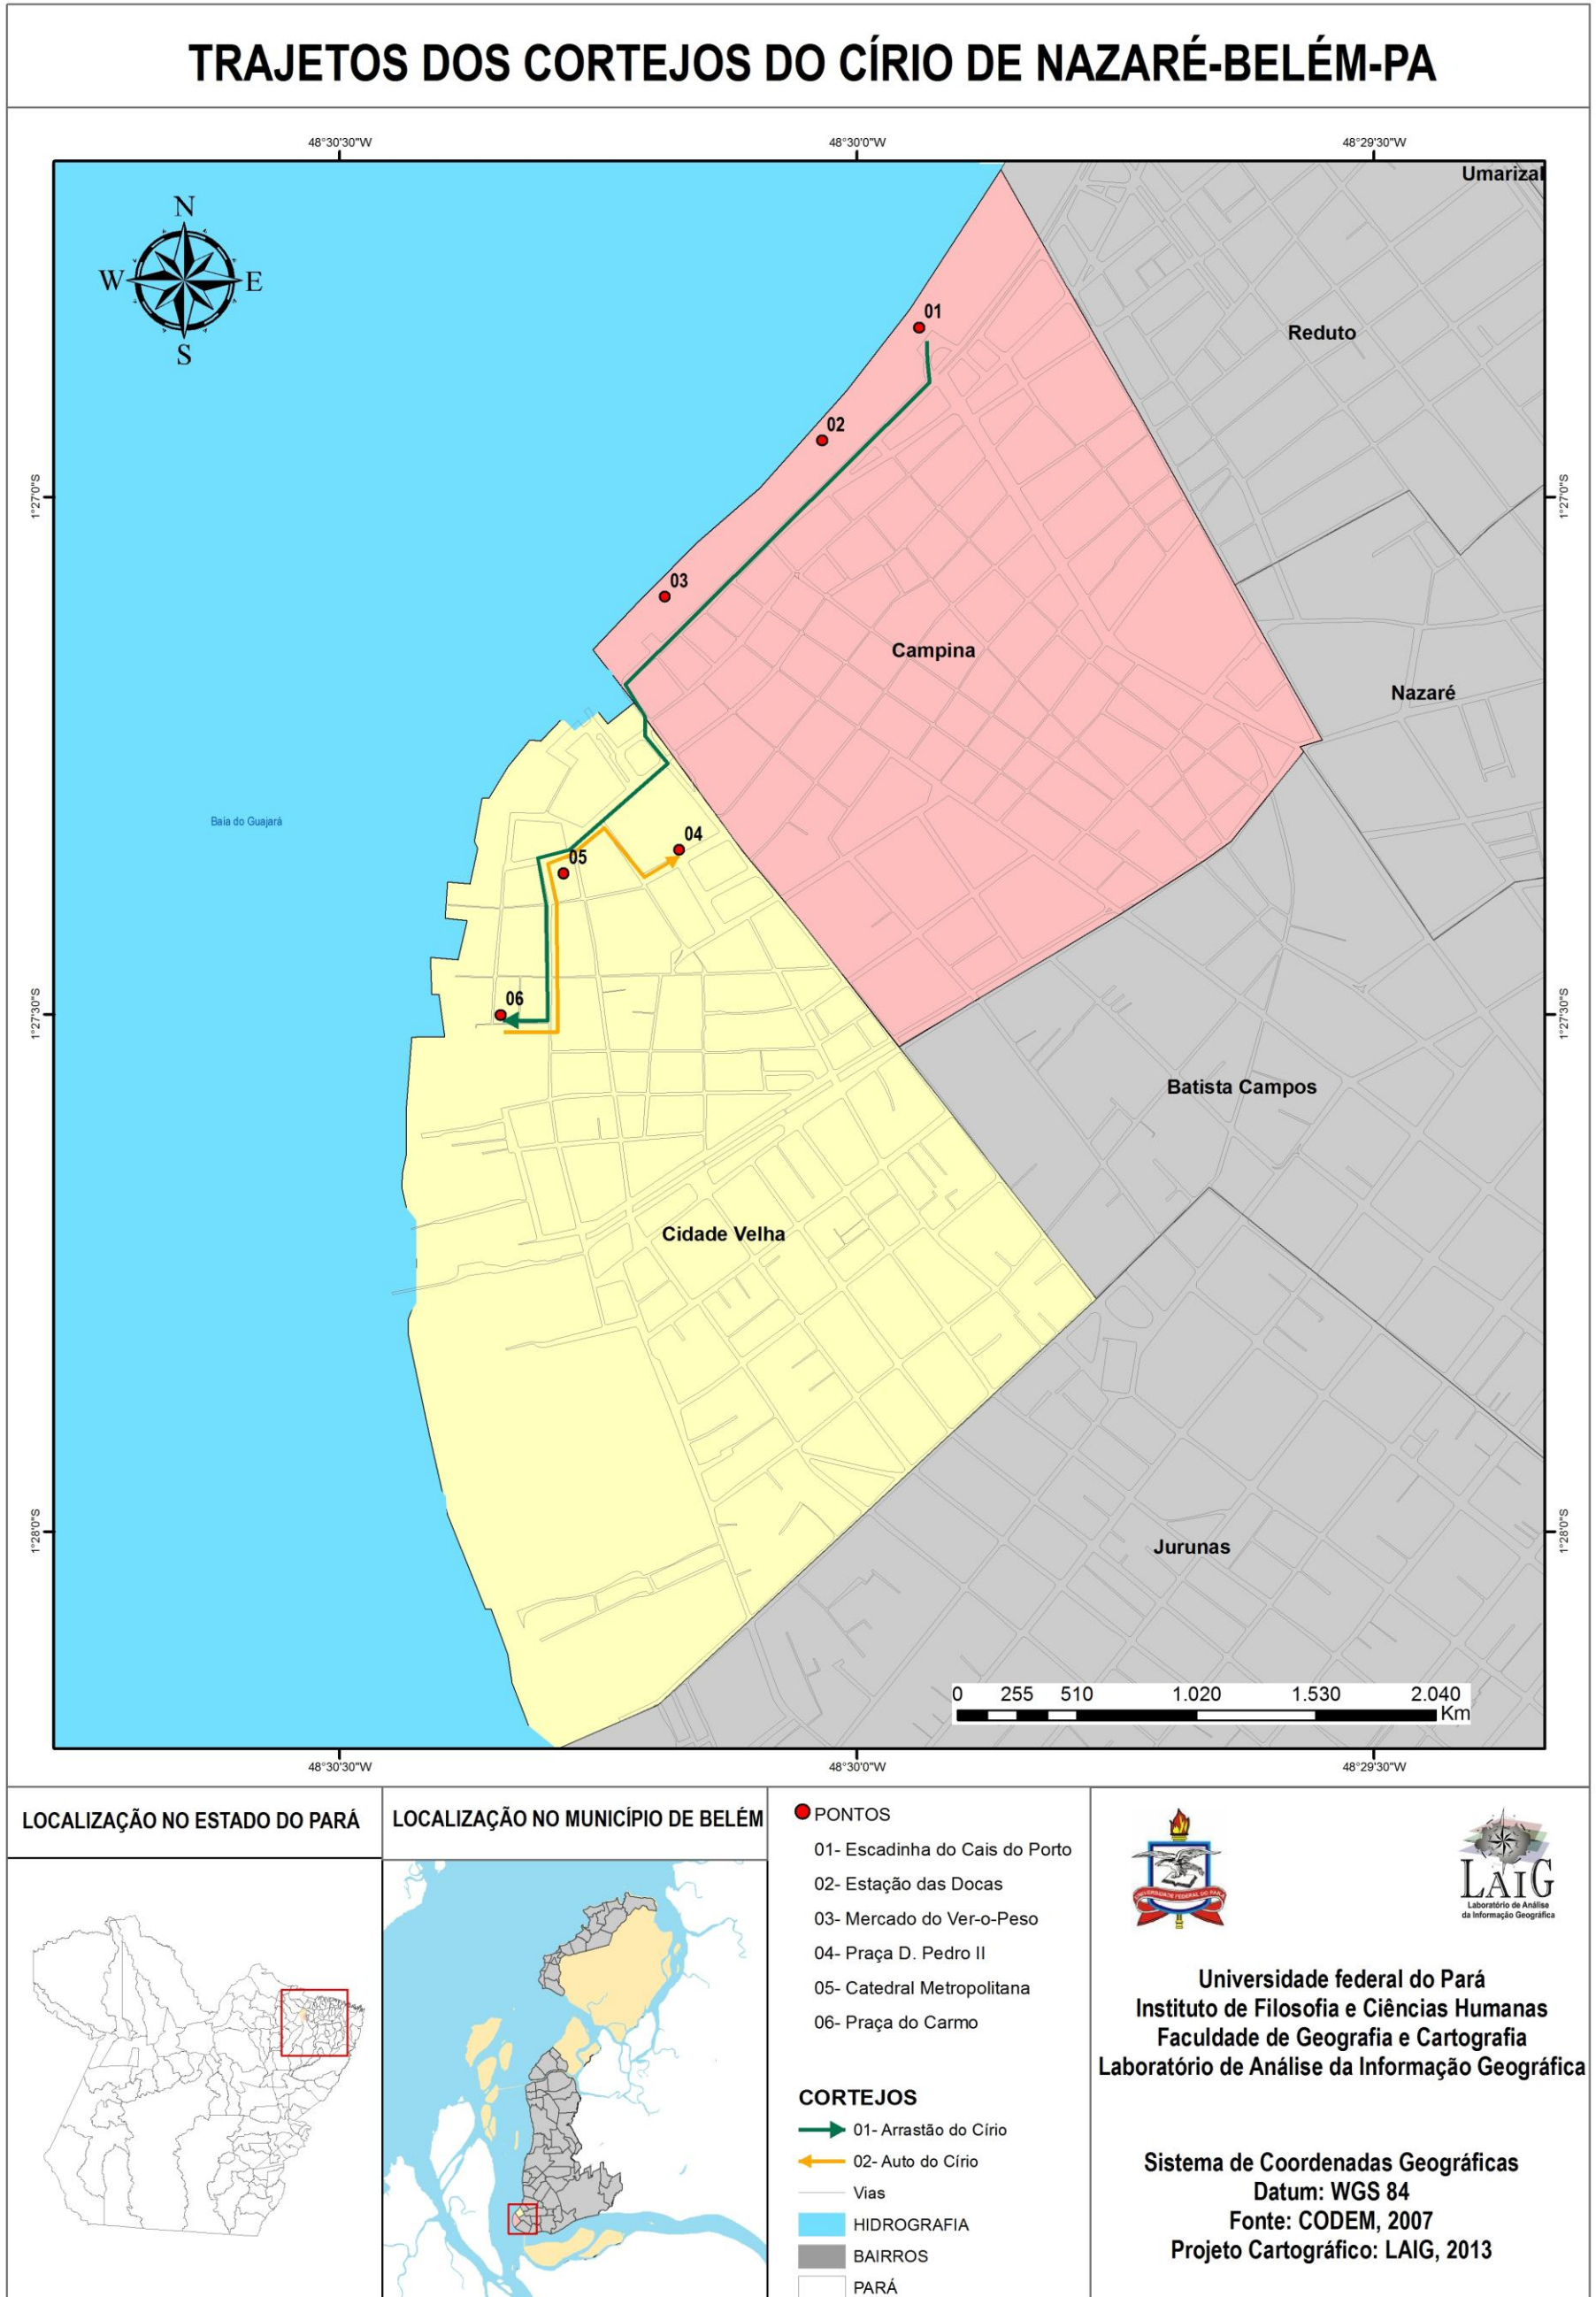 TRAJETOS DOS CORTEJOS DO CÍRIO DE NAZARÉ-BELÉM-PA
48°30'30"W
48°30'0"W
48°29'30"W
Umarizal
N
W
E
S
01
Reduto
02
1°27'0"S
1°27'0"S
03
Campina
Nazaré
Baía do Guajará
04
05
06
1°27'30"S
1°27'30"S
Batista Campos
Cidade Velha
1°28'0"S
1°28'0"S
Jurunas
0 255 510 1.020 1.530 2.040
Km
48°30'30"W
48°30'0"W
48°29'30"W
LOCALIZAÇÃO NO ESTADO DO PARÁ
LOCALIZAÇÃO NO MUNICÍPIO DE BELÉM
PONTOS
01- Escadinha do Cais do Porto
02- Estação das Docas
03- Mercado do Ver-o-Peso
04- Praça D. Pedro II
05- Catedral Metropolitana
06- Praça do Carmo
CORTEJOS
01- Arrastão do Círio
02- Auto do Círio
Vias
HIDROGRAFIA
BAIRROS
PARÁ
UNIVERSIDADE FEDERAL DO PARÁ
LAIG
Laboratório de Análise
da Informação Geográfica
Universidade federal do Pará
Instituto de Filosofia e Ciências Humanas
Faculdade de Geografia e Cartografia
Laboratório de Análise da Informação Geográfica
Sistema de Coordenadas Geográficas
Datum: WGS 84
Fonte: CODEM, 2007
Projeto Cartográfico: LAIG, 2013